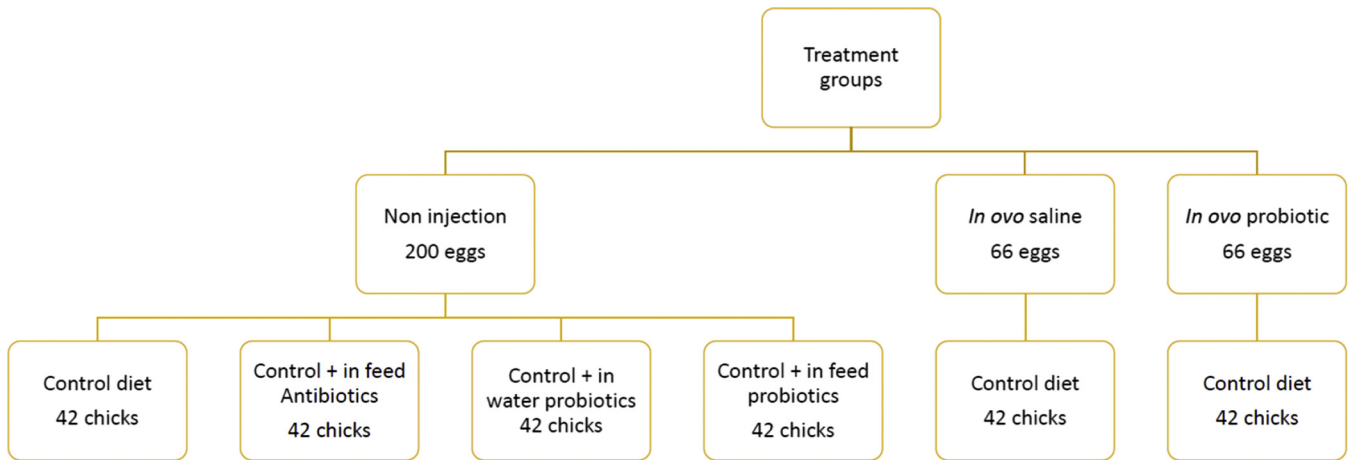 Treatment
groups
Non injection
200 eggs
In ovo saline
66 eggs
In ovo probiotic
66 eggs
Control diet
42 chicks
Control + in feed
Antibiotics
42 chicks
Control + in
water probiotics
42 chicks
Control + in feed
probiotics
42 chicks
Control diet
42 chicks
Control diet
42 chicks